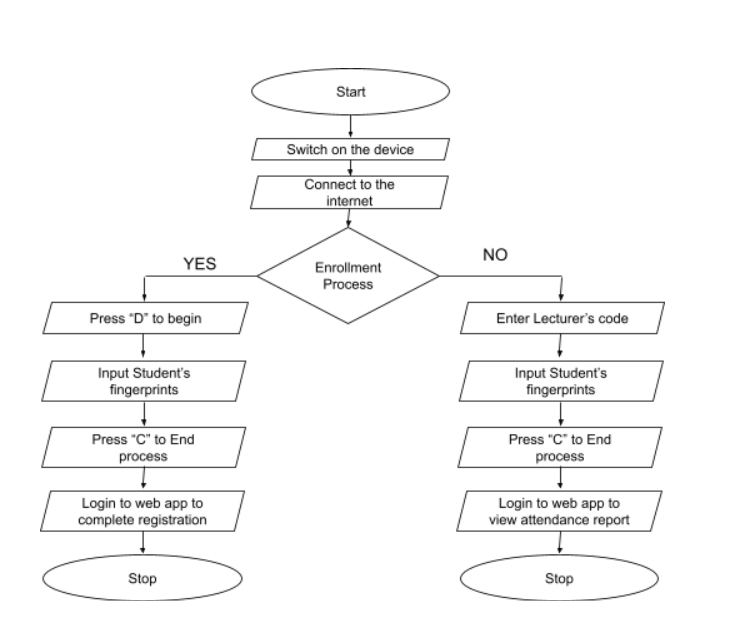 Start
Switch on the device
Connect to the
internet
Enrollment
Process
YES
NO
Press “D” to begin
Input Student’s
fingerprints
Press “C” to End
process
Login to web app to
complete registration
Stop
Enter Lecturer’s code
Input Student’s
fingerprints
Press “C” to End
process
Login to web app to
view attendance report
Stop